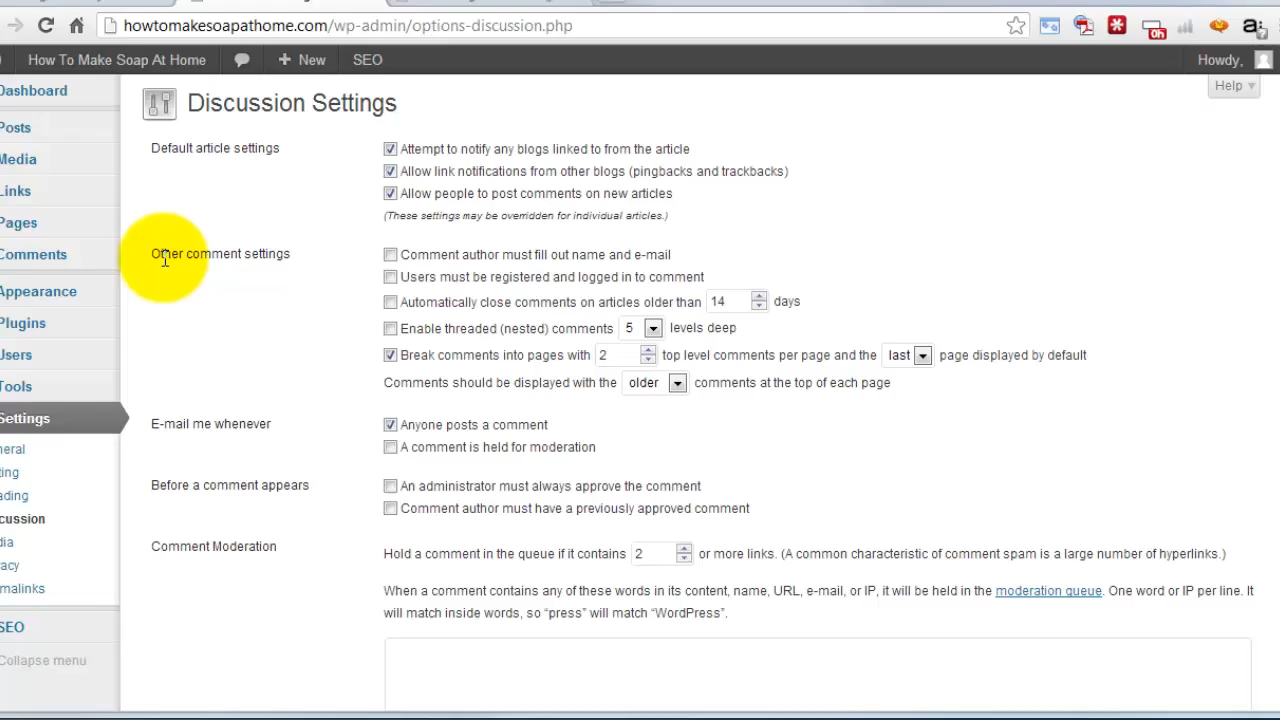 howtomakesoapathome.com/wp-admin/options-discussion.php
How To Make Soap At Home New SEO Howdy,
Help
Dashboard
Posts
Media
Links
Pages
Comments
Appearance
Plugins
Users
Tools
Settings
neral
ting
ading
cussion
dia
acy
malinks
SEO
Collapse menu
Discussion Settings
Default article settings
Attempt to notify any blogs linked to from the article
Allow link notifications from other blogs (pingbacks and trackbacks)
Allow people to post comments on new articles
(These settings may be overridden for individual articles.)
Other comment settings
Comment author must fill out name and e-mail
Users must be registered and logged in to comment
Automatically close comments on articles older than 14 days
Enable threaded (nested) comments 5 levels deep
Break comments into pages with 2 top level comments per page and the last page displayed by default
Comments should be displayed with the older comments at the top of each page
E-mail me whenever
Anyone posts a comment
A comment is held for moderation
Before a comment appears
An administrator must always approve the comment
Comment author must have a previously approved comment
Comment Moderation
Hold a comment in the queue if it contains 2 or more links. (A common characteristic of comment spam is a large number of hyperlinks.)
When a comment contains any of these words in its content, name, URL, e-mail, or IP, it will be held in the moderation queue. One word or IP per line. It
will match inside words, so “press” will match “WordPress”.